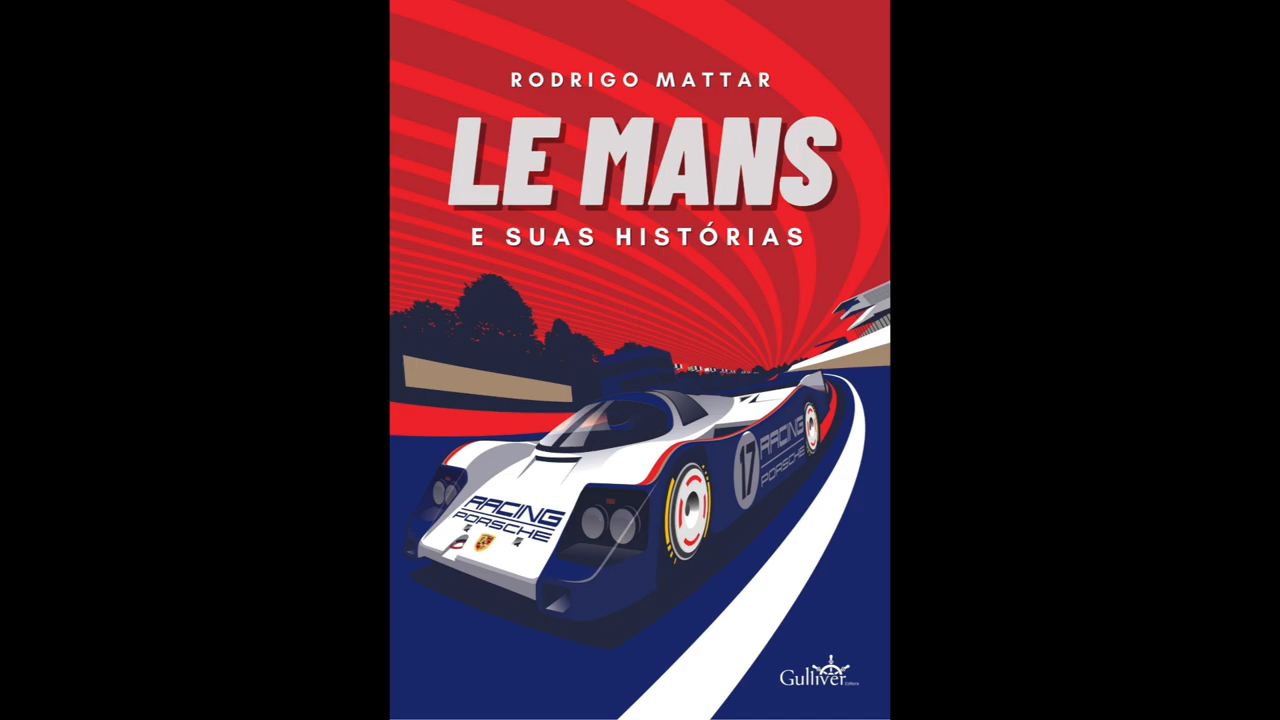 RODRIGO MATTAR
LE MANS
E SUAS HISTÓRIAS
17
RACING
PORSCHE
RACING
PORSCHE
Gulliver